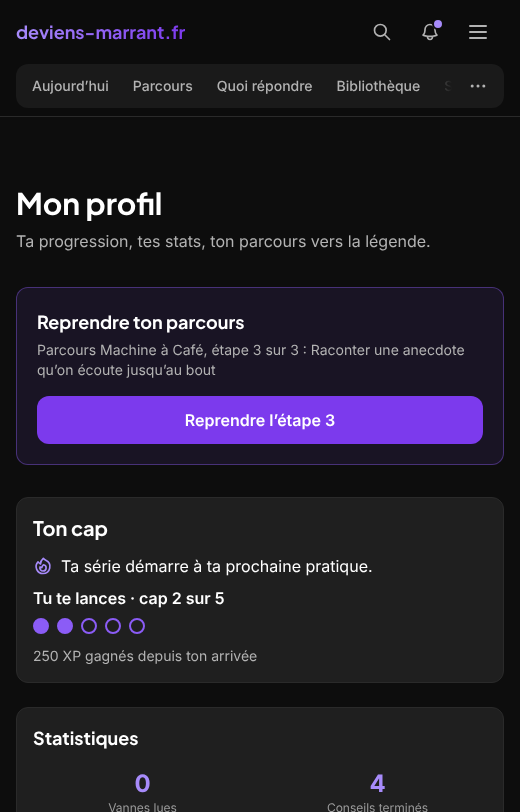 deviens-marrant.fr
Aujourd’hui Parcours Quoi répondre Bibliothèque
Mon profil
Ta progression, tes stats, ton parcours vers la légende.
Reprendre ton parcours
Parcours Machine à Café, étape 3 sur 3 : Raconter une anecdote
qu’on écoute jusqu’au bout
Reprendre l’étape 3
Ton cap
Ta série démarre à ta prochaine pratique.
Tu te lances · cap 2 sur 5
250 XP gagnés depuis ton arrivée
Statistiques
0 4
Vannes lues Conseils terminés